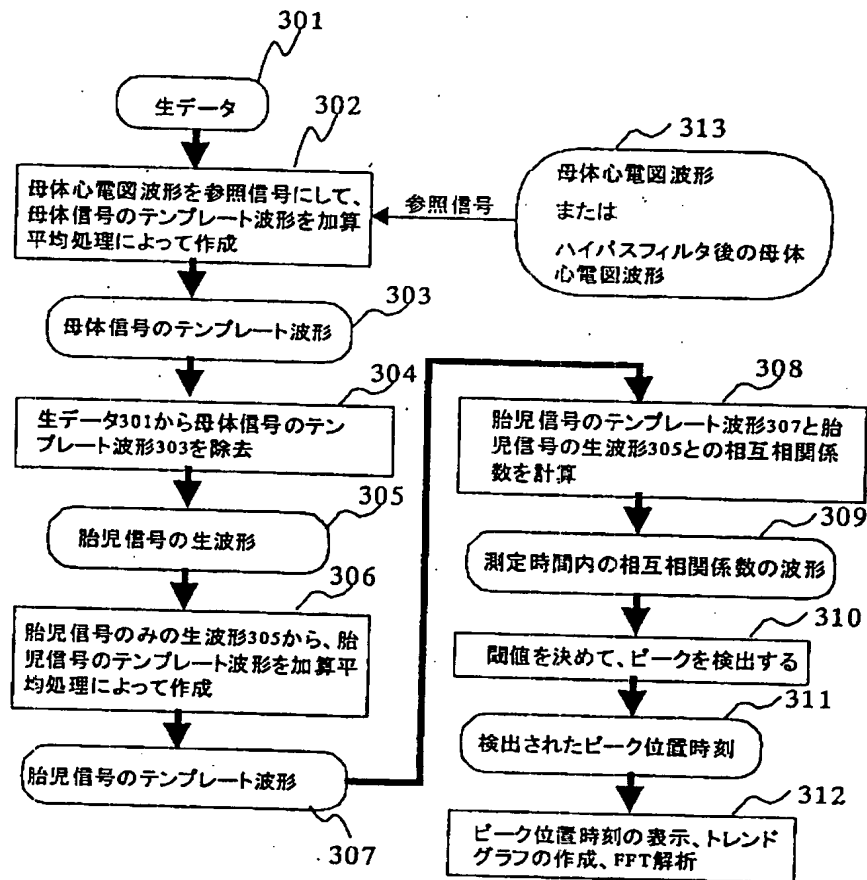 301
生データ
302
母体心電図波形を参照信号にして、
母体信号のテンプレート波形を加算
平均処理によって作成
参照信号
313
母体心電図波形
または
ハイパスフィルタ後の母体
心電図波形
303
母体信号のテンプレート波形
304
生データ301から母体信号のテン
プレート波形303を除去
305
胎児信号の生波形
306
胎児信号のみの生波形305から、胎
児信号のテンプレート波形を加算平
均処理によって作成
胎児信号のテンプレート波形
307
308
胎児信号のテンプレート波形307と胎
児信号の生波形305との相互相関係
数を計算
309
測定時間内の相互相関係数の波形
310
閾値を決めて、ピークを検出する
311
検出されたピーク位置時刻
312
ピーク位置時刻の表示、トレンド
グラフの作成、FFT解析